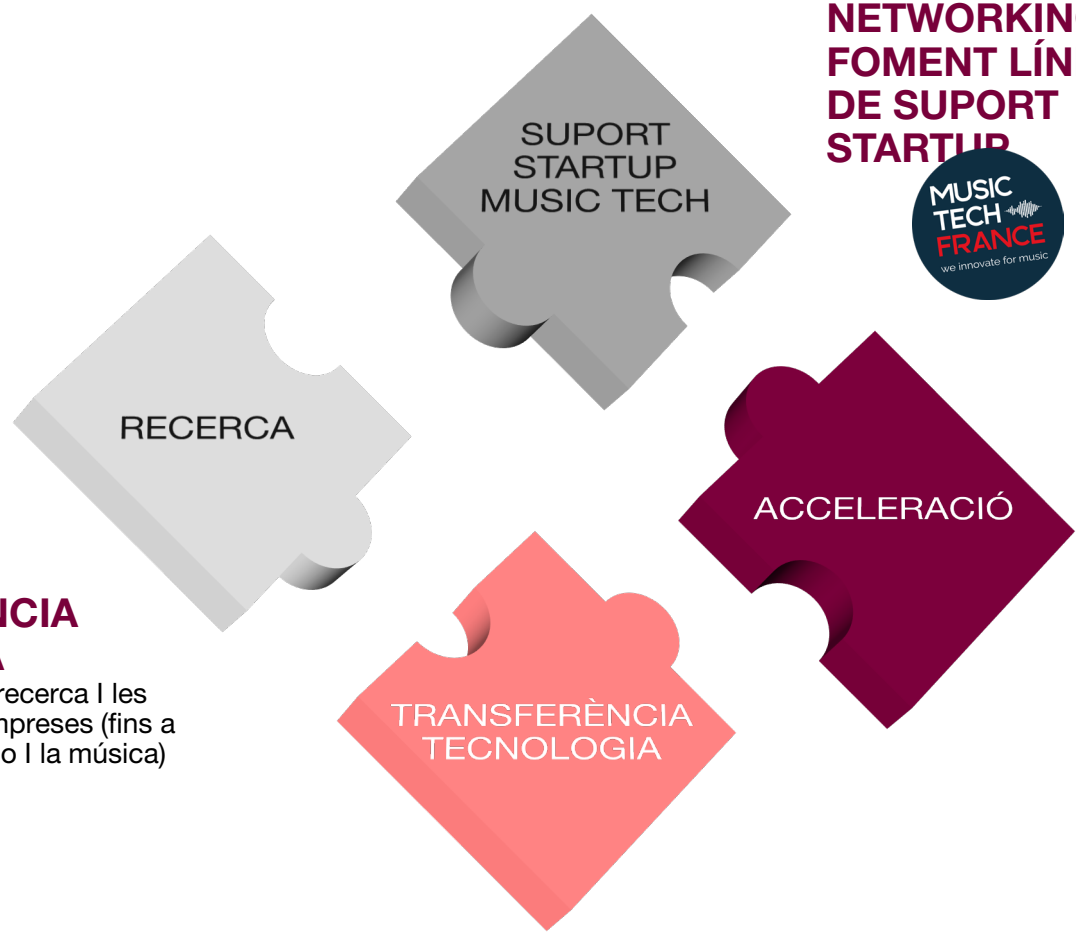 NETWORKIN
FOMENT LÍN
DE SUPORT
STARTUP
MUSIC
TECH
FRANCE
we innovate for music
SUPORT
STARTUP
MUSIC TECH
RECERCA
ACCELERACIÓ
TRANSFERÈNCIA
TECNOLOGIA
NCIA
A
recerca I les
mpreses (fins a
o I la música)